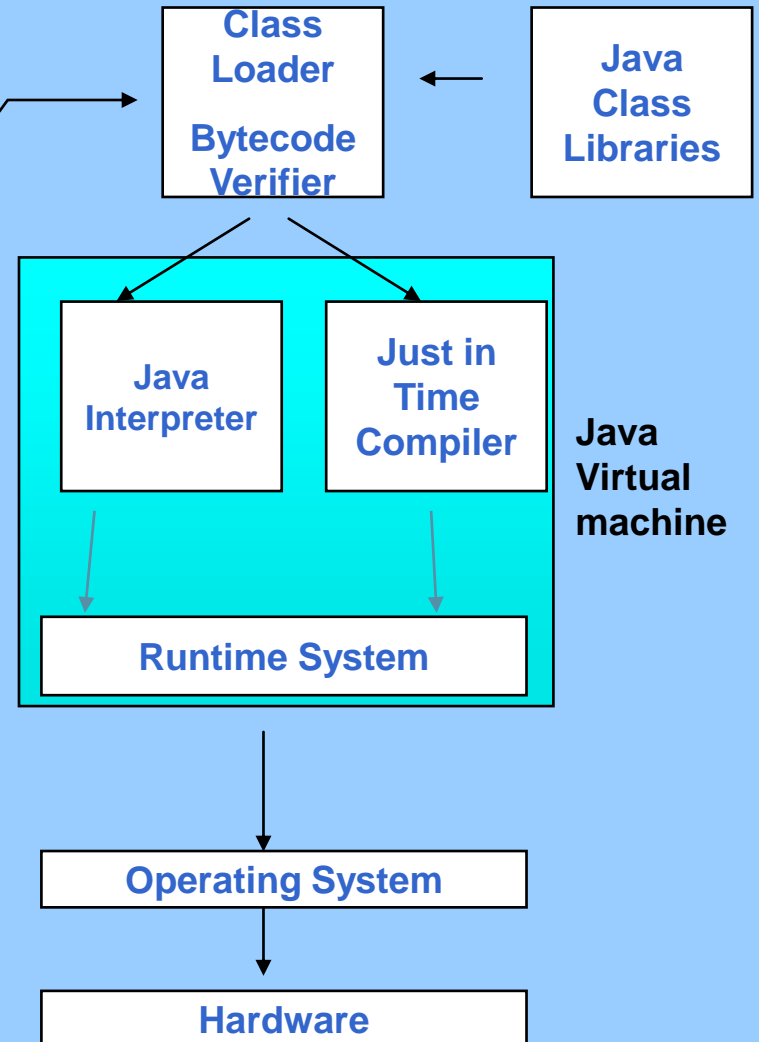 Class
Loader
Bytecode
Verifier
Java
Class
Libraries
Java
Interpreter
Just in
Time
Compiler
Java
Virtual
machine
Runtime System
Operating System
Hardware